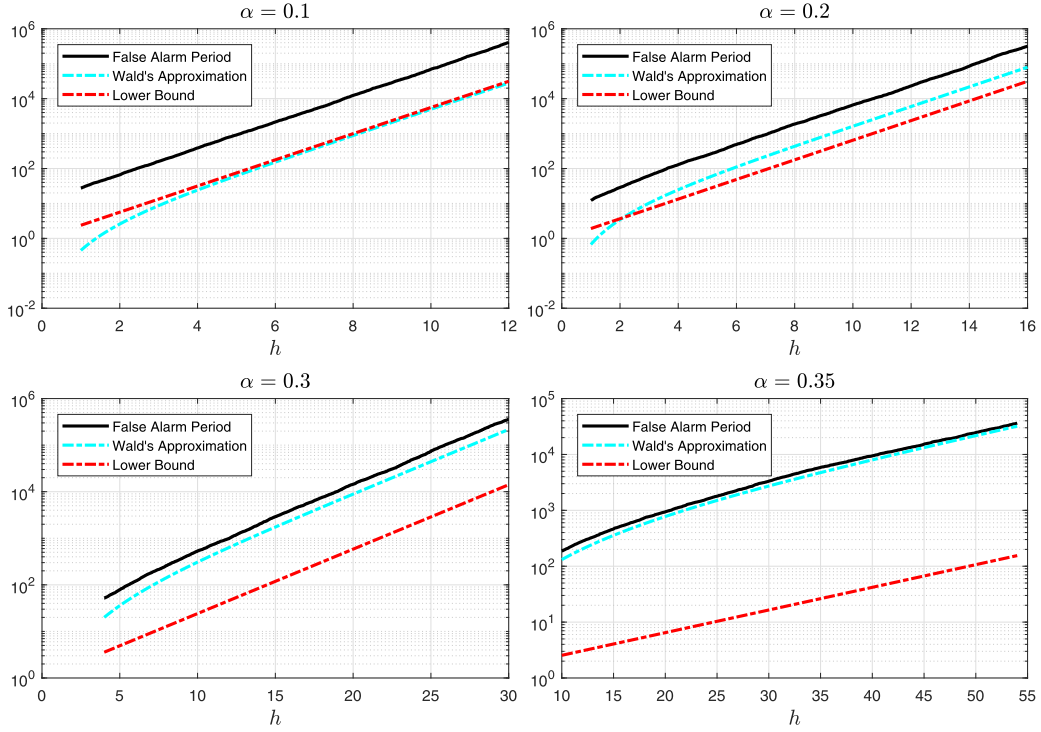 α = 0.1
10^6
10^4
10^2
10^0
10^-2
False Alarm Period
Wald's Approximation
Lower Bound
0 2 4 6 8 10 12
h
α = 0.2
10^6
10^4
10^2
10^0
10^-2
False Alarm Period
Wald's Approximation
Lower Bound
0 2 4 6 8 10 12 14 16
h
α = 0.3
10^6
10^4
10^2
10^0
False Alarm Period
Wald's Approximation
Lower Bound
0 5 10 15 20 25 30
h
α = 0.35
10^5
10^4
10^3
10^2
10^1
10^0
False Alarm Period
Wald's Approximation
Lower Bound
10 15 20 25 30 35 40 45 50 55
h